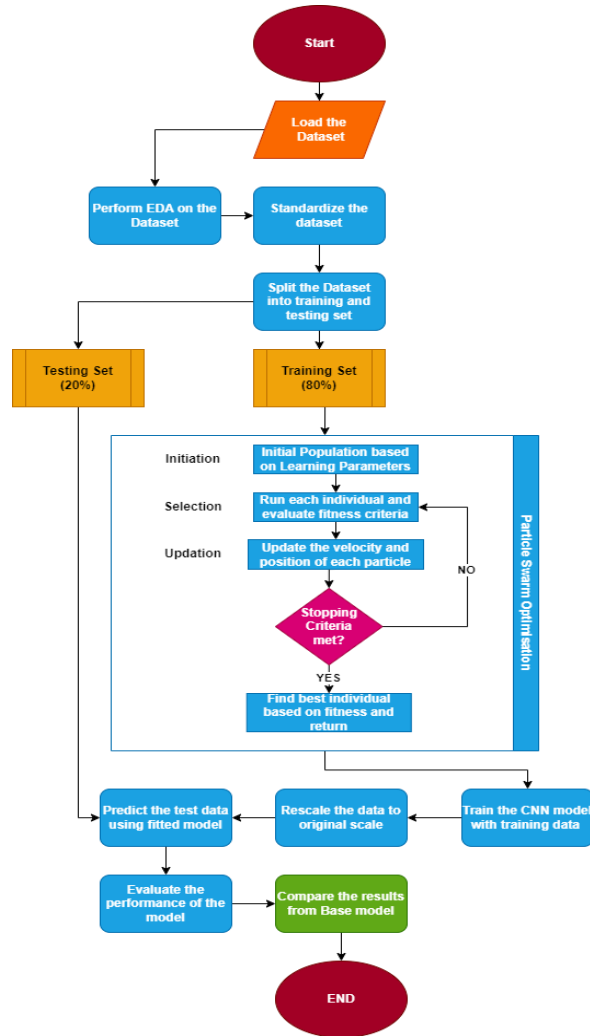 Start
Load the
Dataset
Perform EDA on the
Dataset
Standardize the
dataset
Split the Dataset
into training and
testing set
Testing Set
(20%)
Training Set
(80%)
Initiation
Initial Population based
on Learning Parameters
Selection
Run each individual and
evaluate fitness criteria
Updation
Update the velocity and
position of each particle
NO
Stopping
Criteria
met?
YES
Find best individual
based on fitness and
return
Particle Swarm Optimisation
Predict the test data
using fitted model
Rescale the data to
original scale
Train the CNN model
with training data
Evaluate the
performance of the
model
Compare the results
from Base model
END